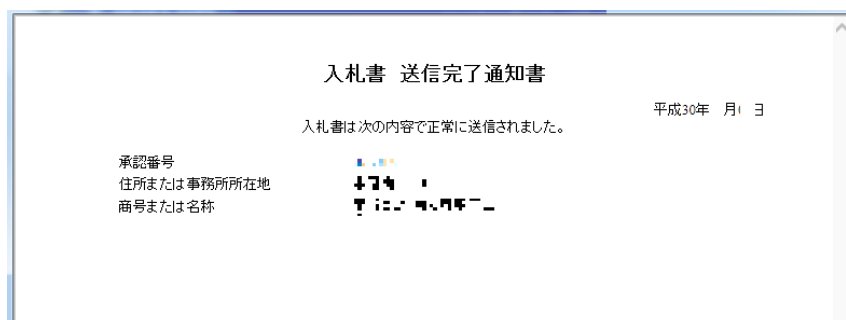 入札書 送信完了通知書
平成30年 月 日
入札書は次の内容で正常に送信されました。
承認番号
住所または事務所所在地
商号または名称